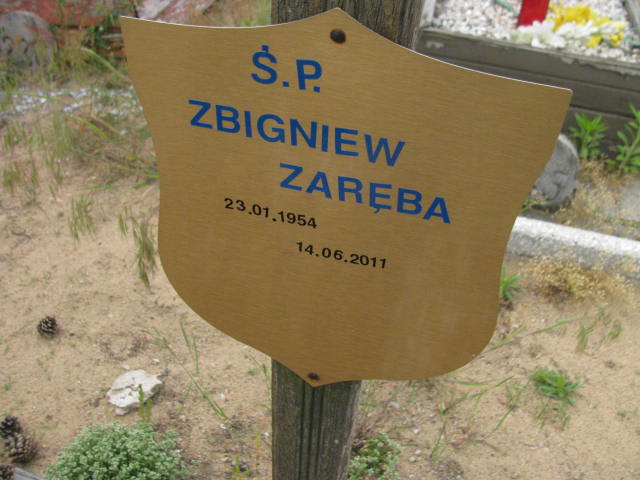 Ś.P.
ZBIGNIEW
ZARĘBA
23.01.1954
14.06.2011